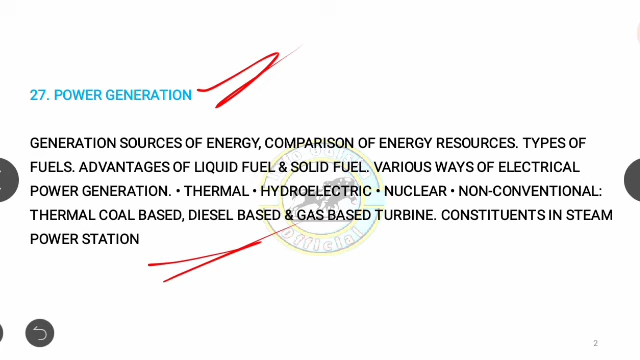 27. POWER GENERATION
GENERATION SOURCES OF ENERGY, COMPARISON OF ENERGY RESOURCES. TYPES OF
FUELS. ADVANTAGES OF LIQUID FUEL & SOLID FUEL, VARIOUS WAYS OF ELECTRICAL
POWER GENERATION. • THERMAL • HYDROELECTRIC • NUCLEAR • NON-CONVENTIONAL:
THERMAL COAL BASED, DIESEL BASED & GAS BASED TURBINE. CONSTITUENTS IN STEAM
POWER STATION
Official
2